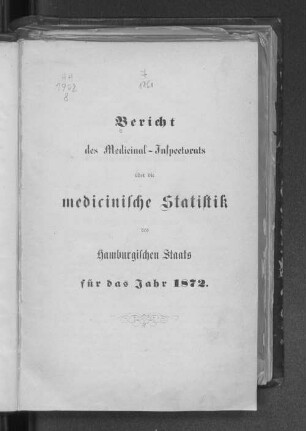 Bericht
des Medicinal-Inspectorats
über die
medicinische Statistik
des
Hamburgischen Staats
für das Jahr 1872.